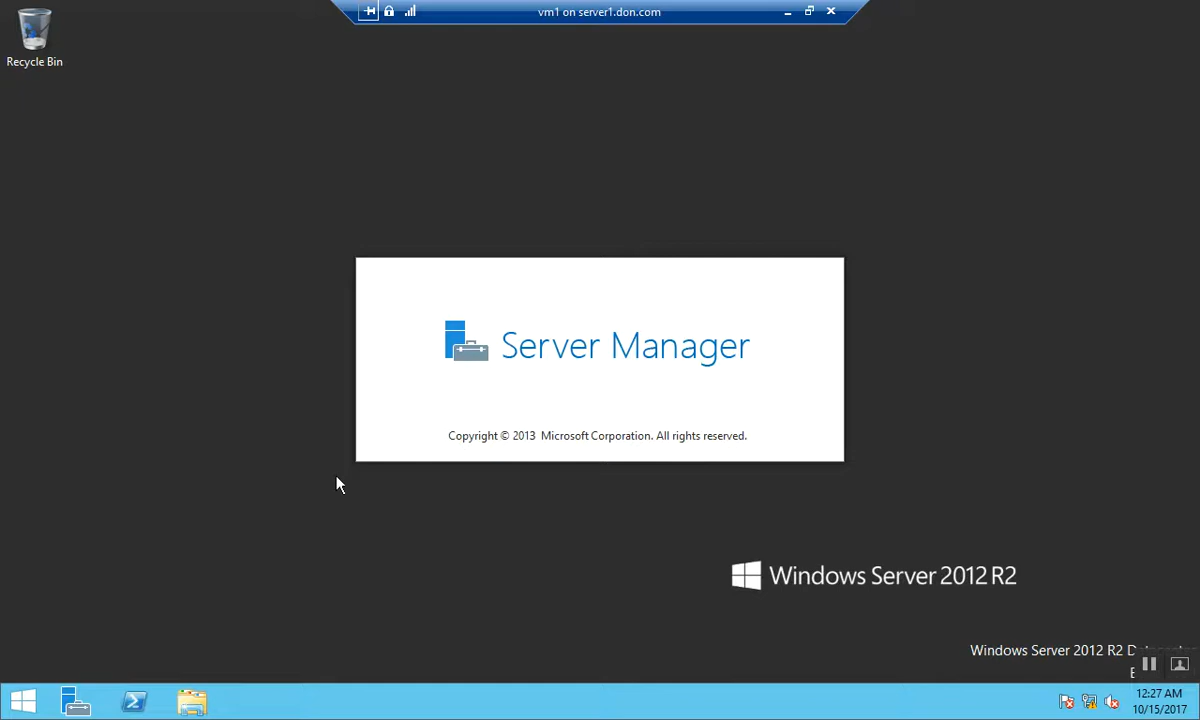 vm1 on server1.don.com
Recycle Bin
Server Manager
Copyright © 2013 Microsoft Corporation. All rights reserved.
Windows Server 2012 R2
Windows Server 2012 R2
12:27 AM
10/15/2017